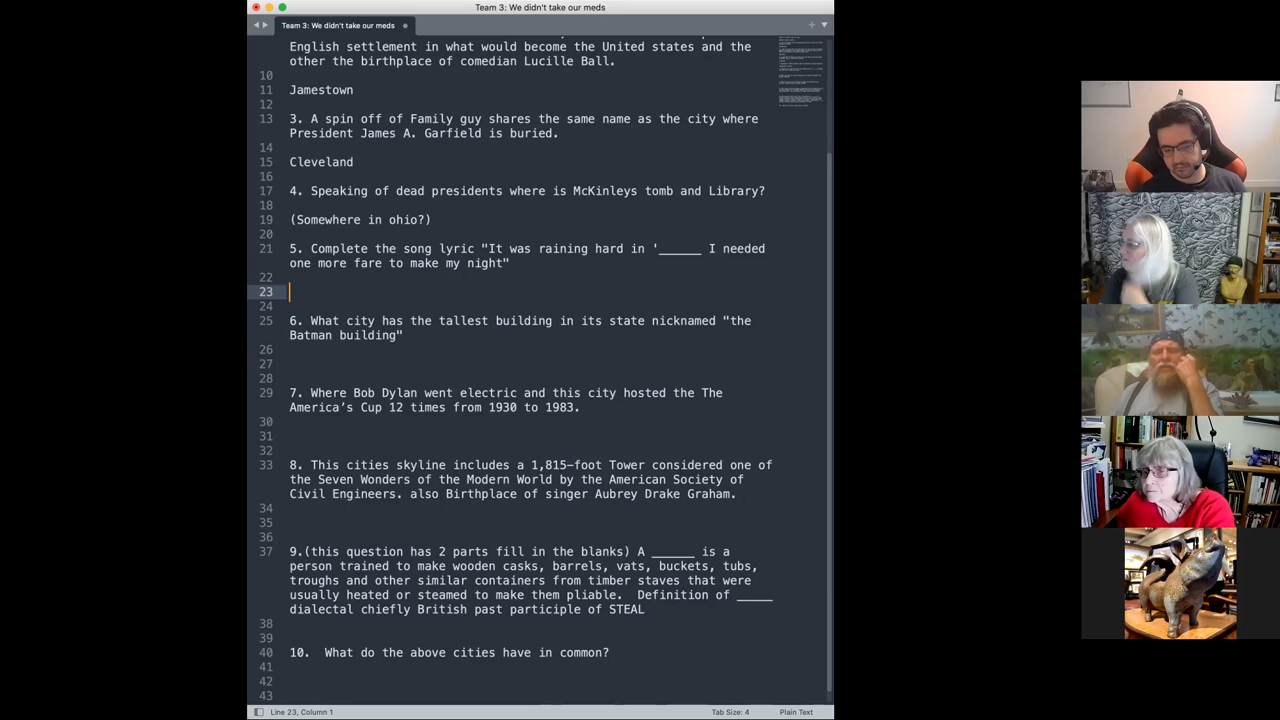 Team 3: We didn't take our meds
Team 3: We didn't take our meds
English settlement in what would become the United states and the
other the birthplace of comedian Lucille Ball.
10
11 Jamestown
12
13 3. A spin off of Family guy shares the same name as the city where
President James A. Garfield is buried.
14
15 Cleveland
16
17 4. Speaking of dead presidents where is McKinleys tomb and Library?
18
19 (Somewhere in ohio?)
20
21 5. Complete the song lyric "It was raining hard in '______ I needed
one more fare to make my night"
22
23
24
25 6. What city has the tallest building in its state nicknamed "the
Batman building"
26
27
28
29 7. Where Bob Dylan went electric and this city hosted the The
America's Cup 12 times from 1930 to 1983.
30
31
32
33 8. This cities skyline includes a 1,815-foot Tower considered one of
the Seven Wonders of the Modern World by the American Society of
Civil Engineers. also Birthplace of singer Aubrey Drake Graham.
34
35
36
37 9.(this question has 2 parts fill in the blanks) A ______ is a
person trained to make wooden casks, barrels, vats, buckets, tubs,
troughs and other similar containers from timber staves that were
usually heated or steamed to make them pliable. Definition of _____
dialectal chiefly British past participle of STEAL
38
39
40 10. What do the above cities have in common?
41
42
43
Line 23, Column 1
Tab Size: 4
Plain Text